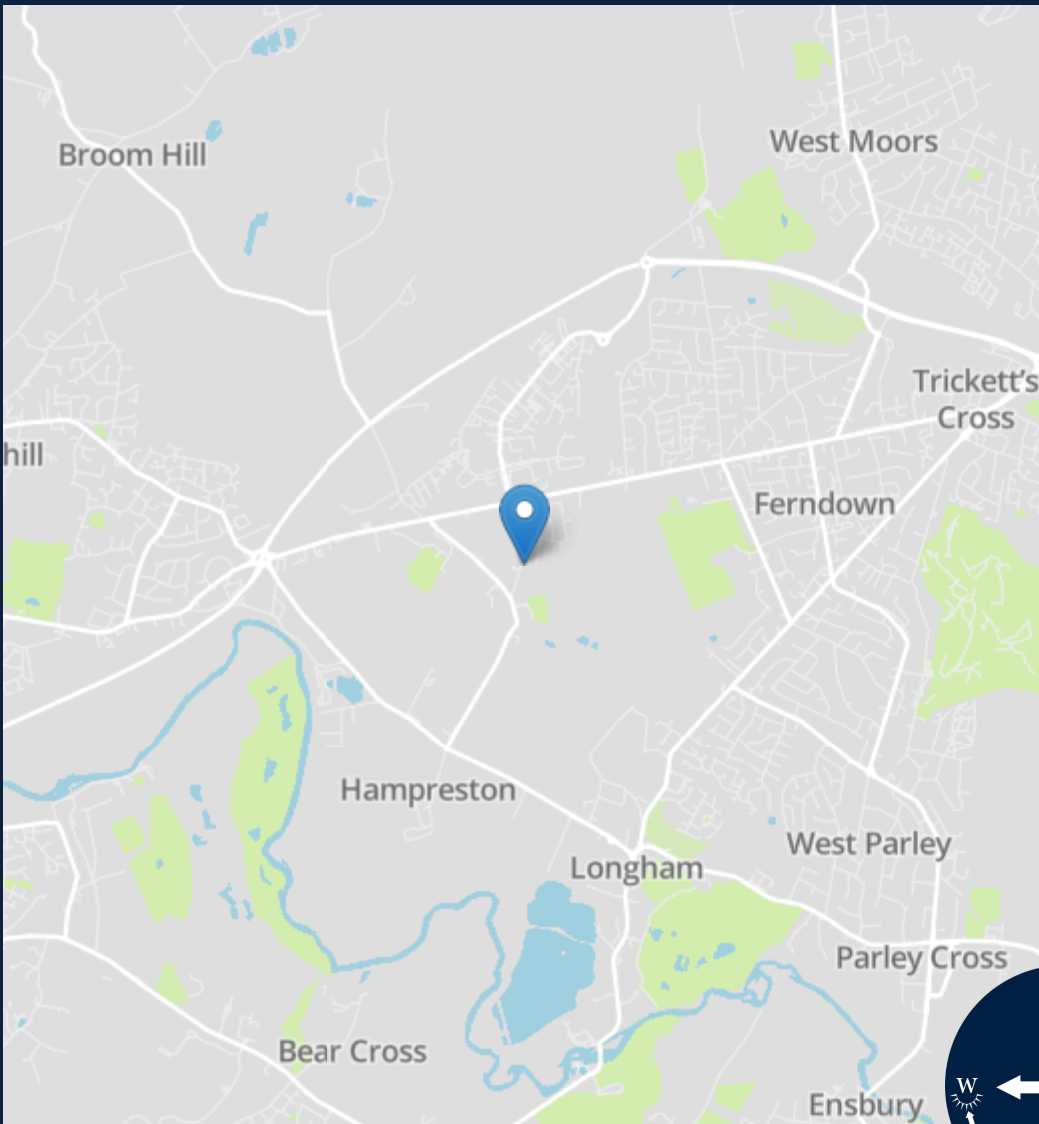 West Moors
Broom Hill
Trickett's
Cross
hill
Ferndown
Hampreston
West Parley
Longham
Parley Cross
Bear Cross
Ensbury
W